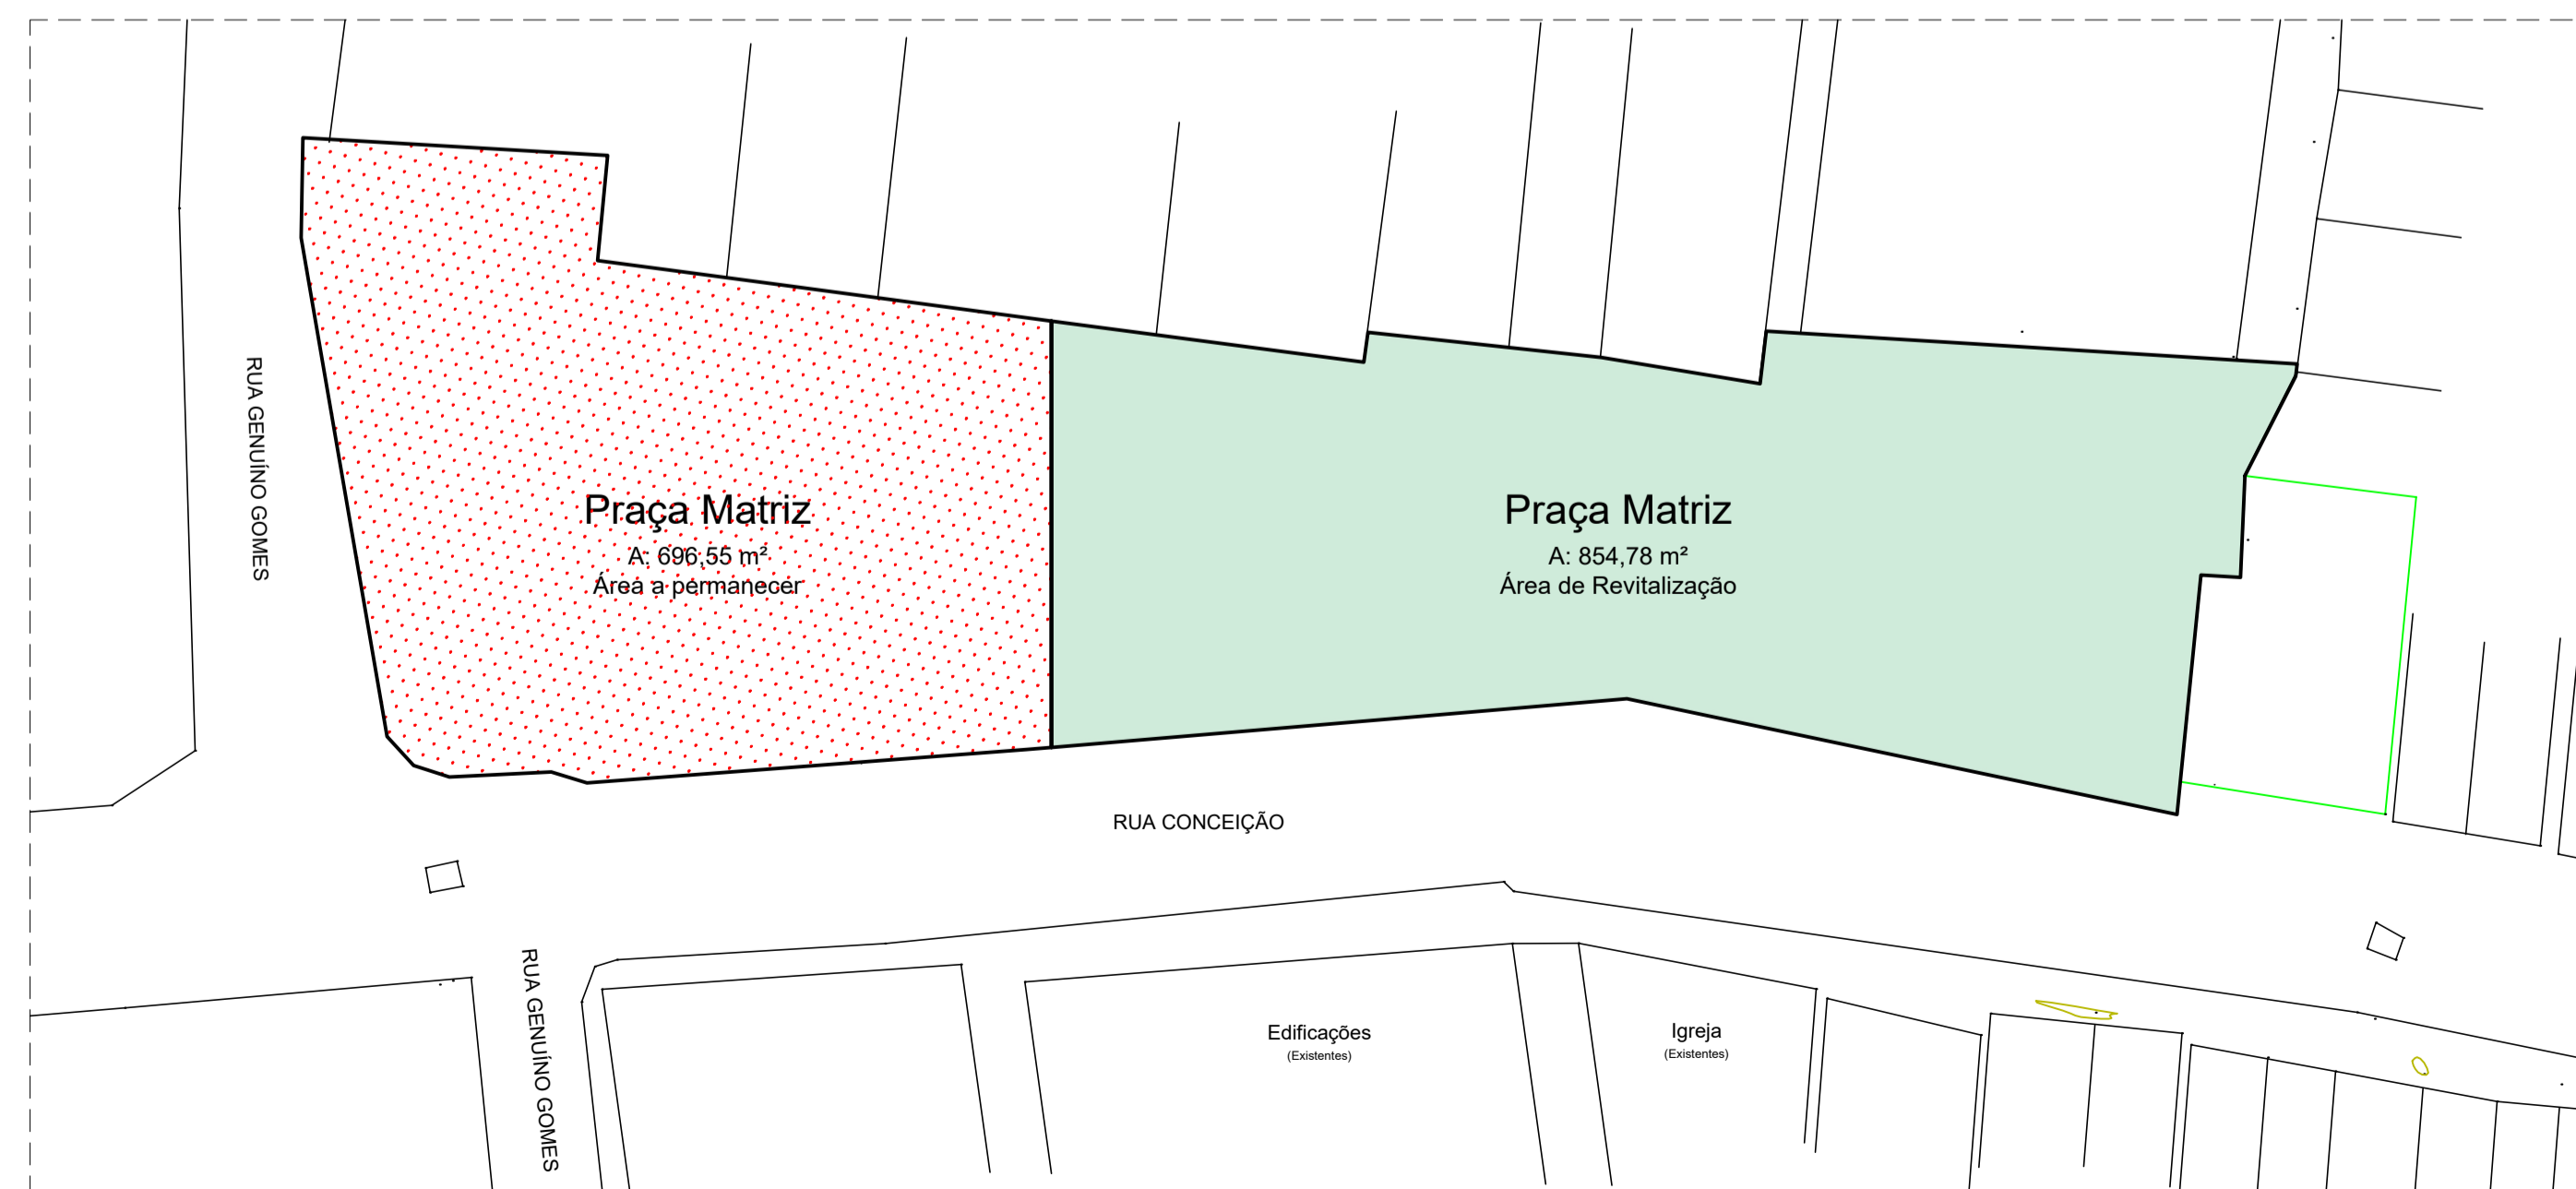 RUA GENUÍNO GOMES
Praça Matriz
A: 696,55 m²
Área a permanecer
Praça Matriz
A: 854,78 m²
Área de Revitalização
RUA CONCEIÇÃO
RUA GENUÍNO GOMES
Edificações
(Existentes)
Igreja
(Existentes)